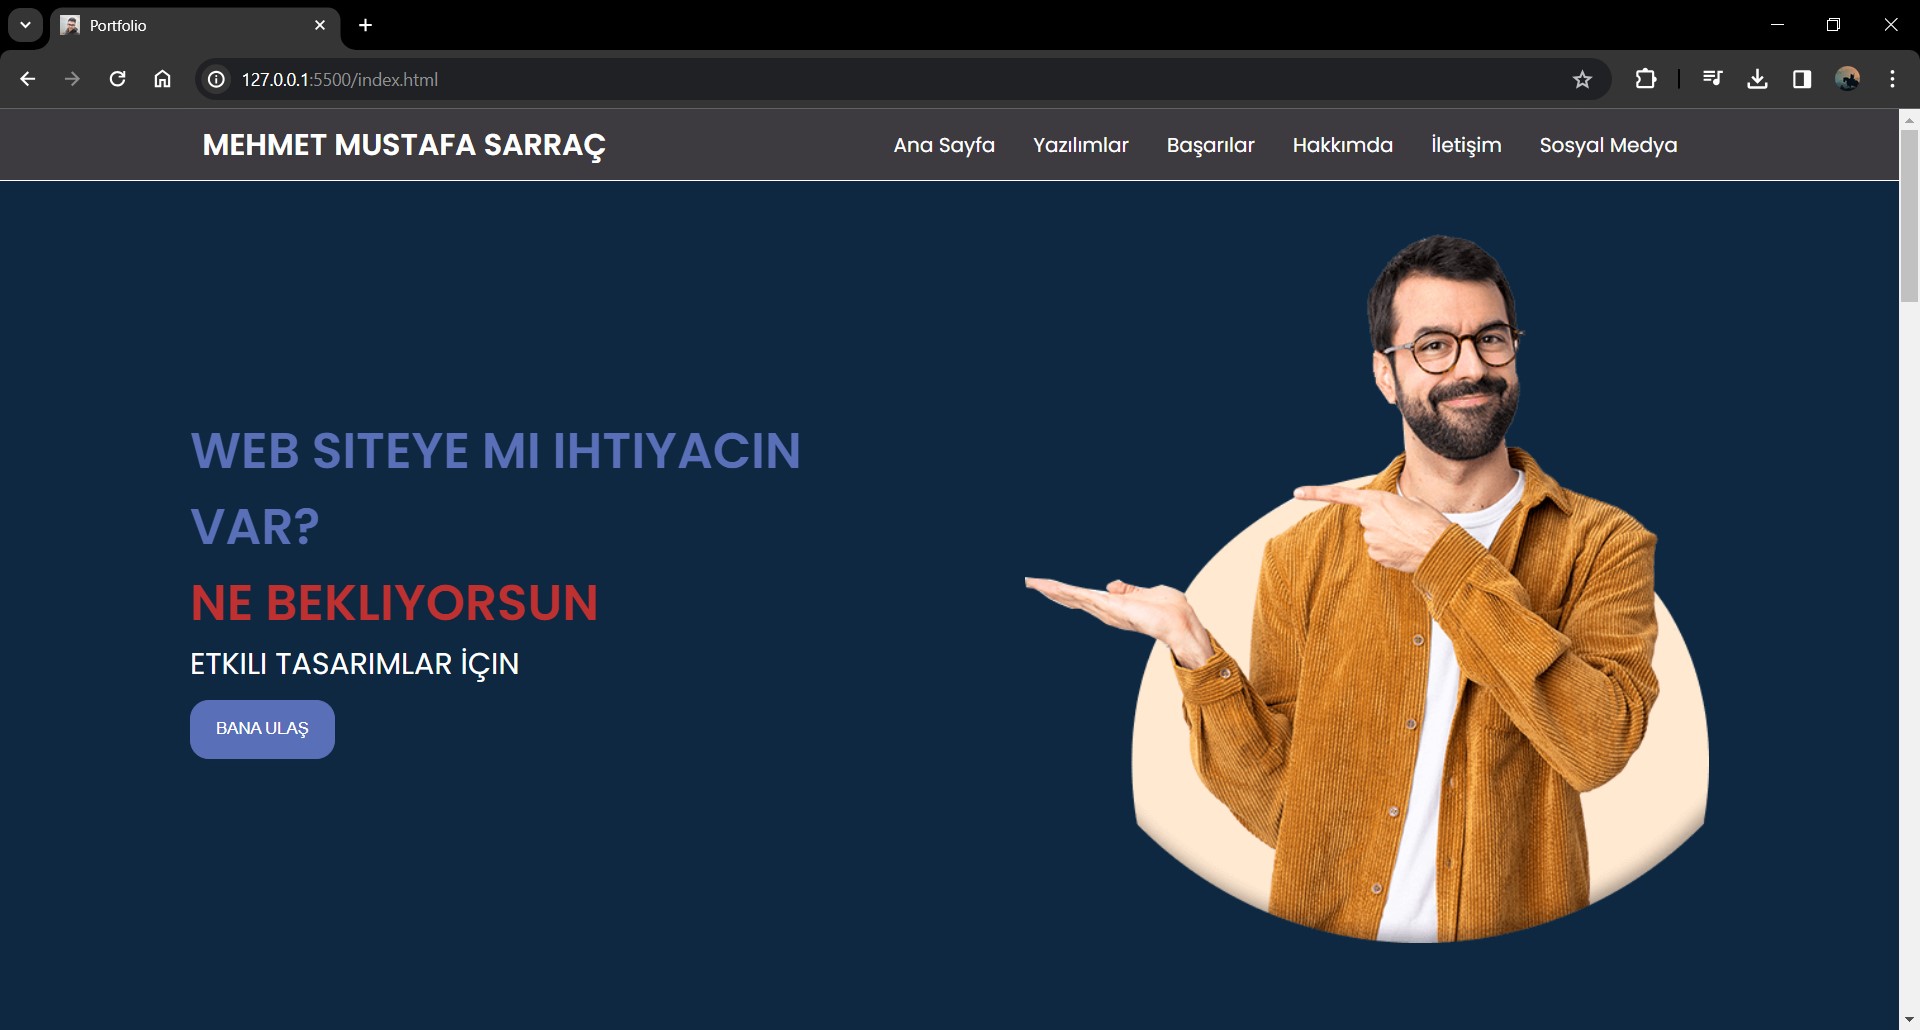 Portfolio
127.0.0.1:5500/index.html
MEHMET MUSTAFA SARRAÇ
Ana Sayfa Yazılımlar Başarılar Hakkımda İletişim Sosyal Medya
WEB SITEYE MI IHTIYACIN
VAR?
NE BEKLIYORSUN
ETKILI TASARIMLAR İÇIN
BANA ULAŞ